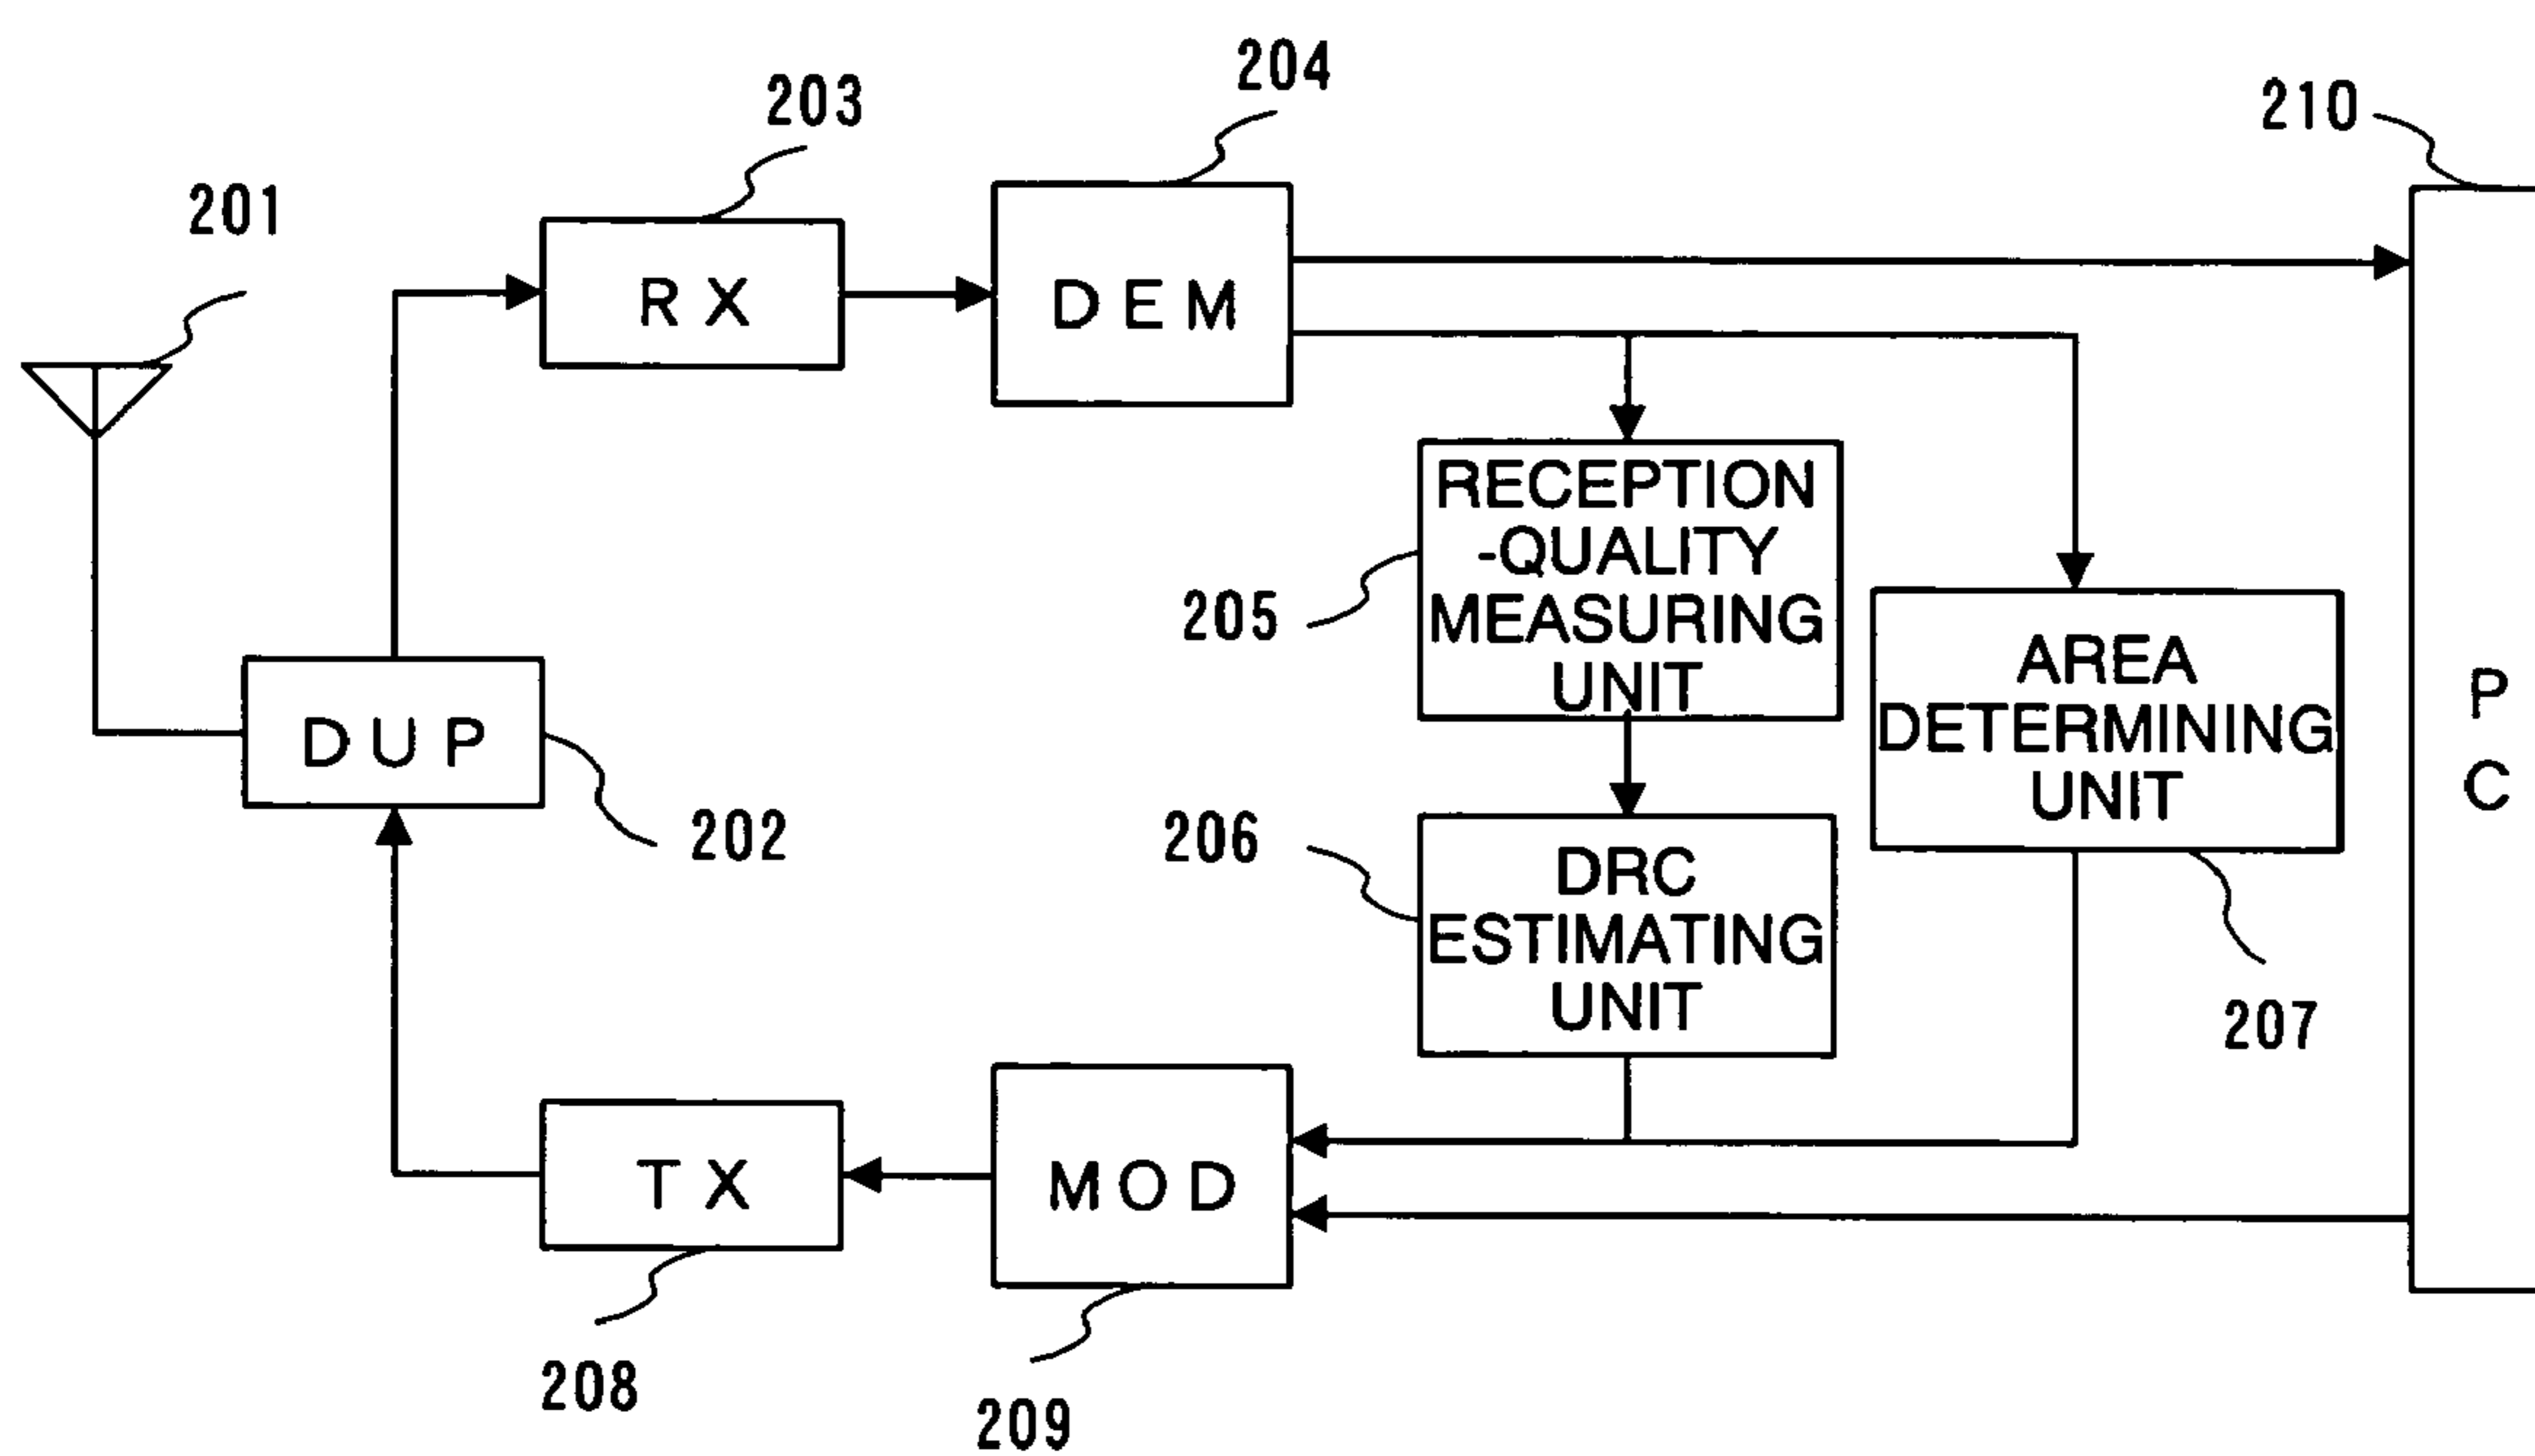 204
203
210
201
RX
DEM
RECEPTION
-QUALITY
MEASURING
UNIT
205
AREA
DETERMINING
UNIT
P
C
DUP
202
206
DRC
ESTIMATING
UNIT
207
TX
MOD
208
209